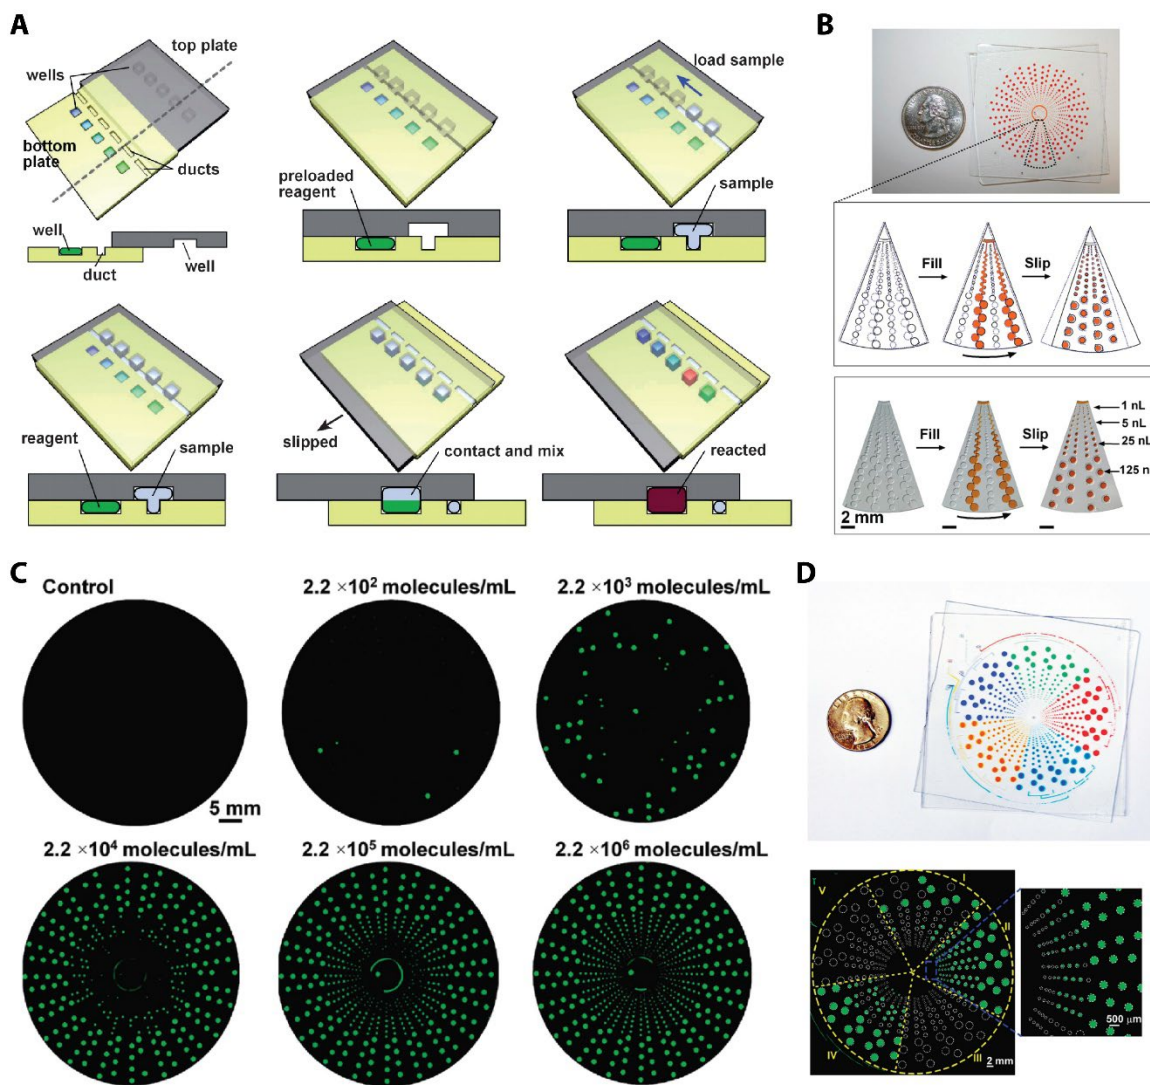 A
top plate
wells
bottom
plate
ducts
well
duct
well
preloaded
reagent
load sample
sample
reagent
sample
slipped
contact and mix
reacted
B
Fill
Slip
Fill
Slip
1 nL
5 nL
25 nL
125 n
2 mm
C
Control
2.2 ×10² molecules/mL
2.2 ×10³ molecules/mL
5 mm
2.2 ×10⁴ molecules/mL
2.2 ×10⁵ molecules/mL
2.2 ×10⁶ molecules/mL
D
I
V
II
IV
III
2 mm
500 µm